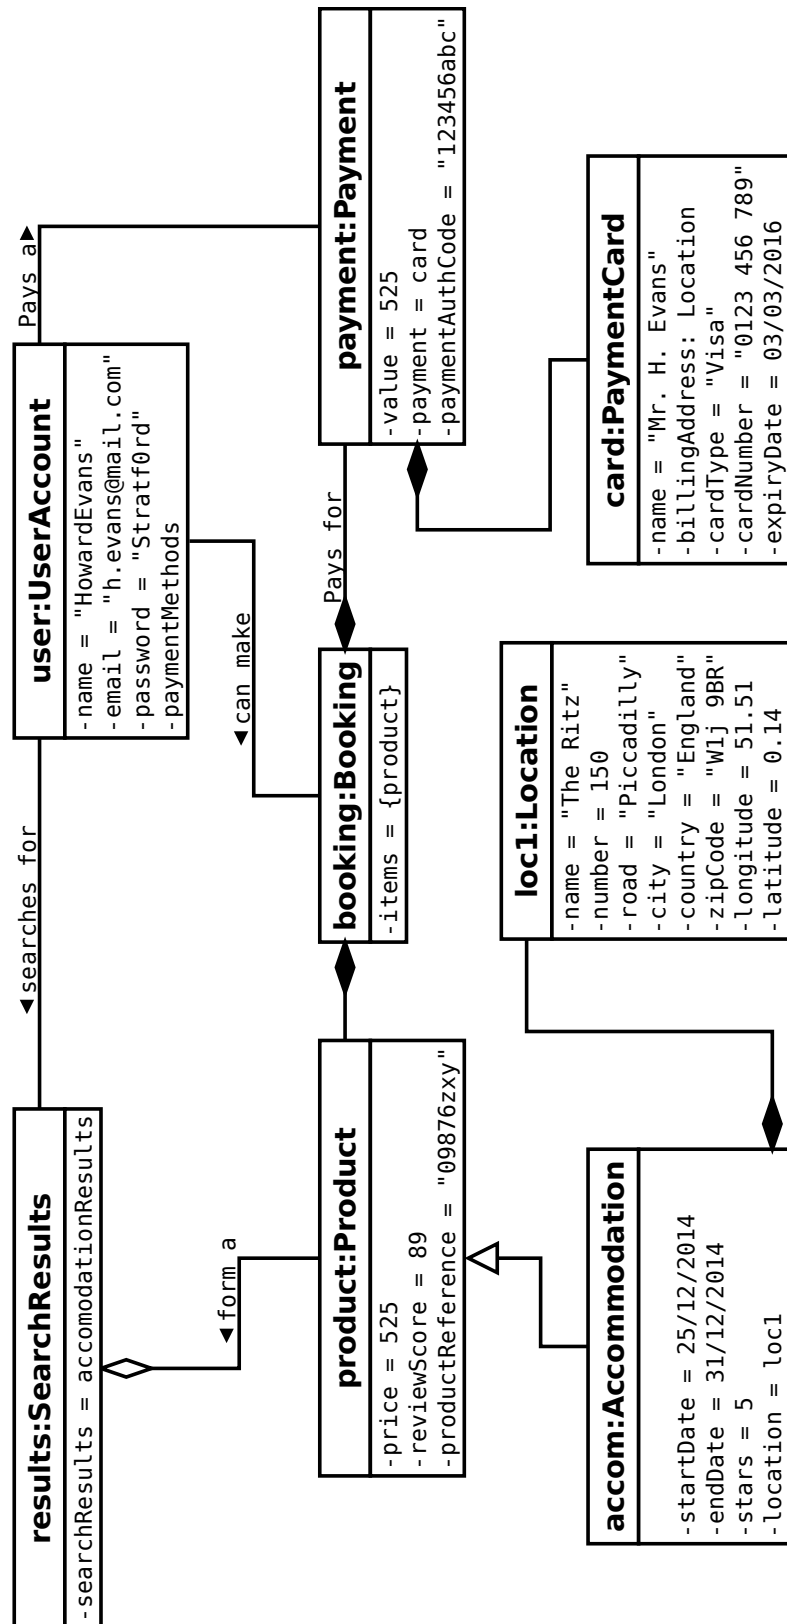 results:SearchResults
-searchResults = accomodationResults
◀searches for
user:UserAccount
-name = "HowardEvans"
-email = "h.evans@mail.com"
-password = "Stratf0rd"
-paymentMethods
Pays a▶
◀form a
◀can make
product:Product
-price = 525
-reviewScore = 89
-productReference = "09876zxy"
booking:Booking
-items = {product}
Pays for
payment:Payment
-value = 525
-payment = card
-paymentAuthCode = "123456abc"
accom:Accommodation
-startDate = 25/12/2014
-endDate = 31/12/2014
-stars = 5
-location = loc1
loc1:Location
-name = "The Ritz"
-number = 150
-road = "Piccadilly"
-city = "London"
-country = "England"
-zipCode = "W1j 9BR"
-longitude = 51.51
-latitude = 0.14
card:PaymentCard
-name = "Mr. H. Evans"
-billingAddress: Location
-cardType = "Visa"
-cardNumber = "0123 456 789"
-expiryDate = 03/03/2016